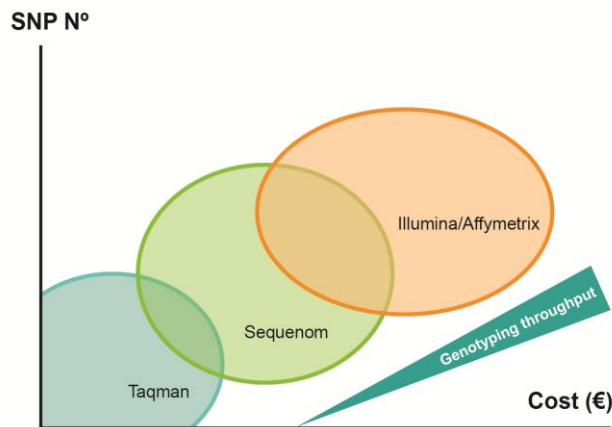 SNP Nº
Illumina/Affymetrix
Sequenom
Genotyping throughput
Taqman
Cost (€)